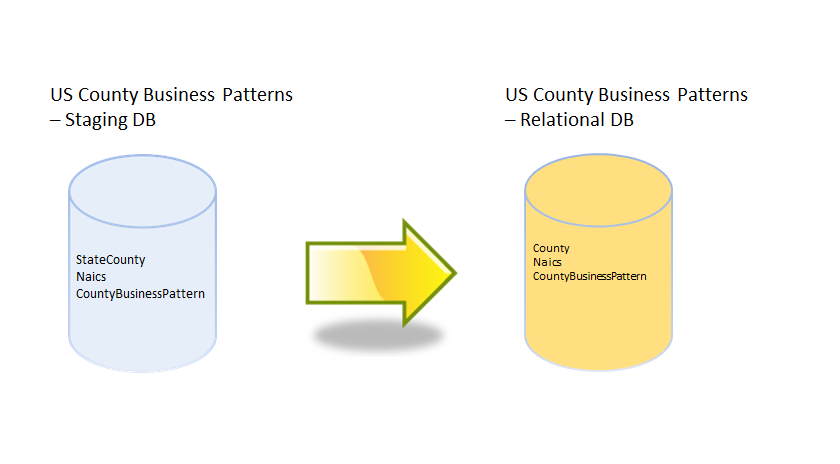 US County Business Patterns
– Staging DB
StateCounty
Naics
CountyBusinessPattern
US County Business Patterns
– Relational DB
County
Naics
CountyBusinessPattern